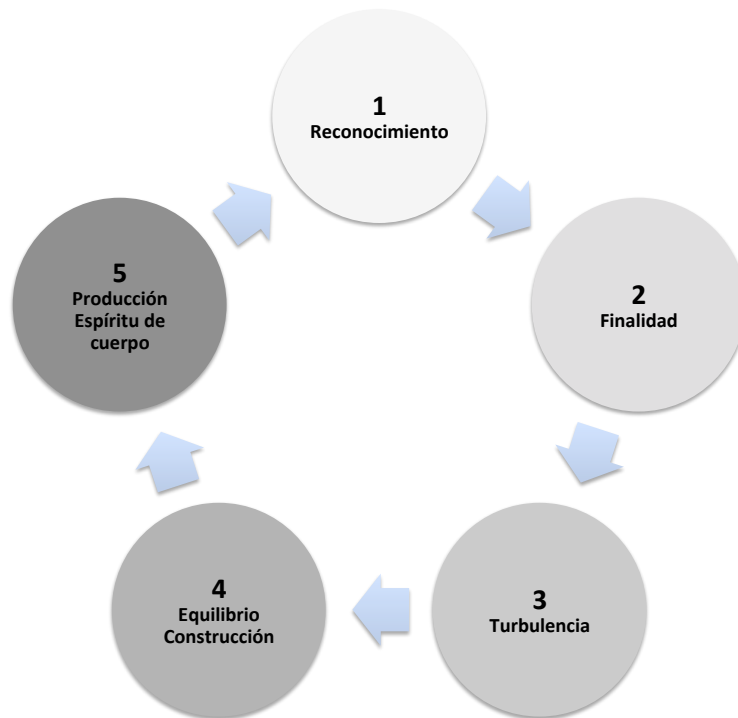 1
Reconocimiento
2
Finalidad
3
Turbulencia
4
Equilibrio
Construcción
5
Producción
Espíritu de
cuerpo